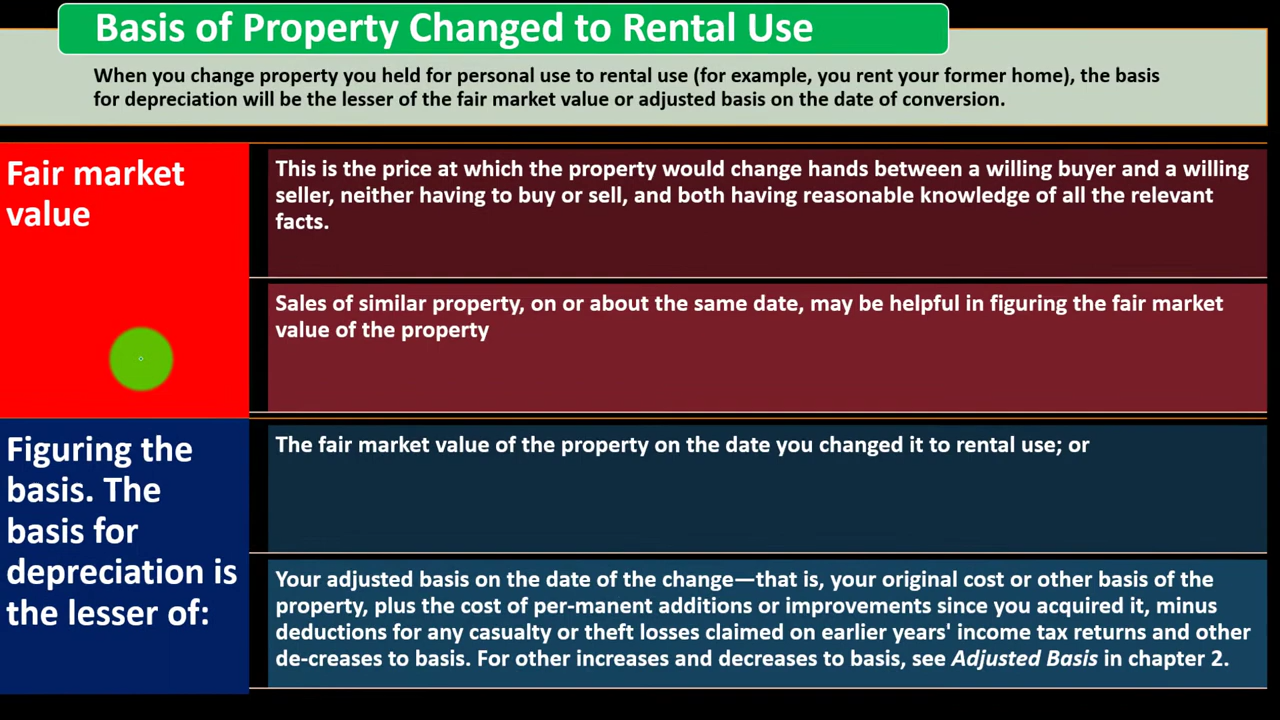 Basis of Property Changed to Rental Use
When you change property you held for personal use to rental use (for example, you rent your former home), the basis
for depreciation will be the lesser of the fair market value or adjusted basis on the date of conversion.
Fair market
value
This is the price at which the property would change hands between a willing buyer and a willing
seller, neither having to buy or sell, and both having reasonable knowledge of all the relevant
facts.
Sales of similar property, on or about the same date, may be helpful in figuring the fair market
value of the property
Figuring the
basis. The
basis for
depreciation is
the lesser of:
The fair market value of the property on the date you changed it to rental use; or
Your adjusted basis on the date of the change—that is, your original cost or other basis of the
property, plus the cost of per-manent additions or improvements since you acquired it, minus
deductions for any casualty or theft losses claimed on earlier years' income tax returns and other
de-creases to basis. For other increases and decreases to basis, see Adjusted Basis in chapter 2.